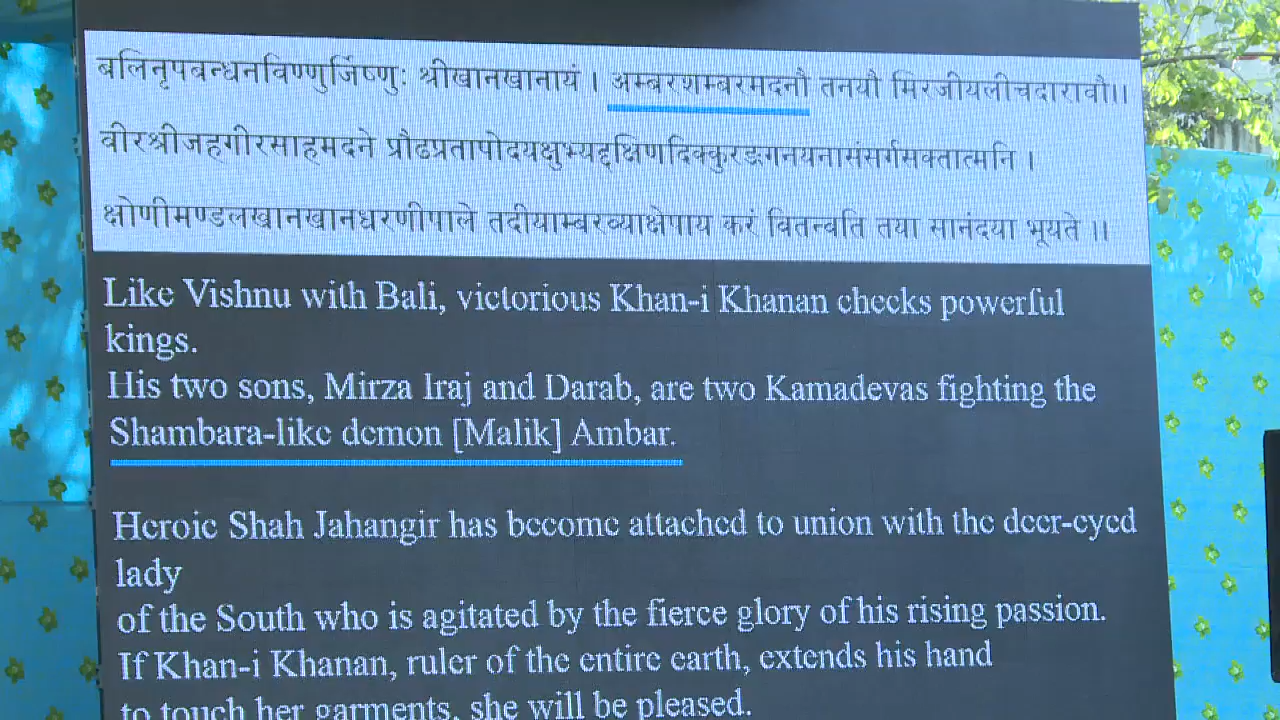 बलिनृपबन्धनविण्णुर्जिष्णुः श्रीखानखानायं । अम्बरशम्बरमदनौ तनयौ मिरजीयलीचदारावौ।।
वीरश्रीजहगीरसाहमदने प्रौढप्रतापोदयक्षुभ्यद्दक्षिणदिक्कुरङगनयनासंसर्गसक्तात्मनि ।
क्षोणीमण्डलखानखानधरणीपाले तदीयाम्बरव्याक्षेपाय करं वितन्वति तया सानंदया भूयते ।।
Like Vishnu with Bali, victorious Khan-i Khanan checks powerful
kings.
His two sons, Mirza Iraj and Darab, are two Kamadevas fighting the
Shambara-like demon [Malik] Ambar.
Heroic Shah Jahangir has become attached to union with the deer-eyed
lady
of the South who is agitated by the fierce glory of his rising passion.
If Khan-i Khanan, ruler of the entire earth, extends his hand
to touch her garments, she will be pleased.